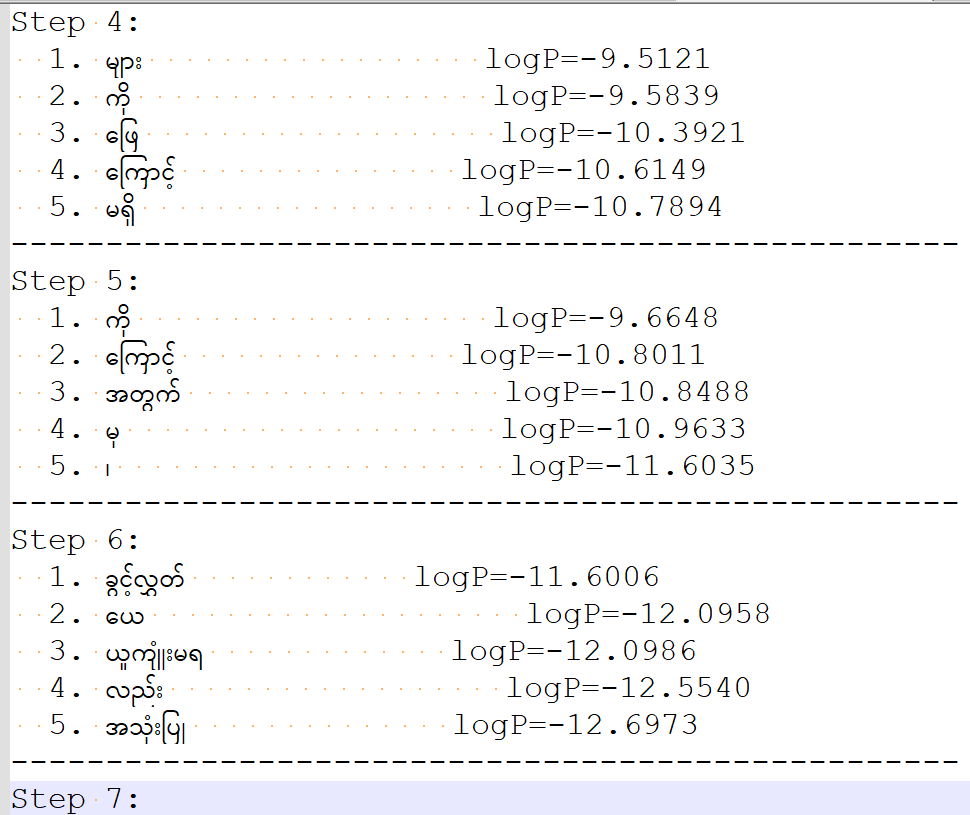 Step 4:
1. များ logP=-9.5121
2. ကို logP=-9.5839
3. ဖြေ logP=-10.3921
4. ကြောင့် logP=-10.6149
5. မရှိ logP=-10.7894
--------------------------------------------------
Step 5:
1. ကို logP=-9.6648
2. ကြောင့် logP=-10.8011
3. အတွက် logP=-10.8488
4. မှ logP=-10.9633
5. ၊ logP=-11.6035
--------------------------------------------------
Step 6:
1. ခွင့်လွှတ် logP=-11.6006
2. ယေ logP=-12.0958
3. ယူကျုံးမရ logP=-12.0986
4. လည်း logP=-12.5540
5. အသုံးပြု logP=-12.6973
--------------------------------------------------
Step 7: